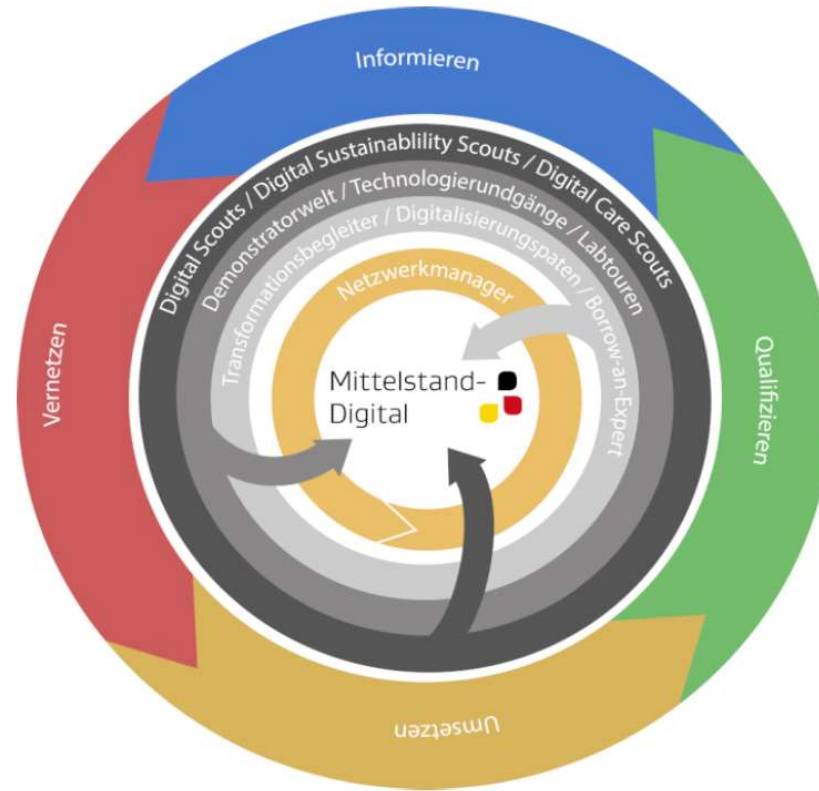 Informieren
Qualifizieren
Umsetzen
Vernetzen
Digital Scouts / Digital Sustainablility Scouts / Digital Care Scouts
Demonstratorwelt / Technologierundgänge / Labtouren
Transformationsbegleiter / Digitalisierungspaten / Borrow-an-Expert
Netzwerkmanager
Mittelstand-
Digital